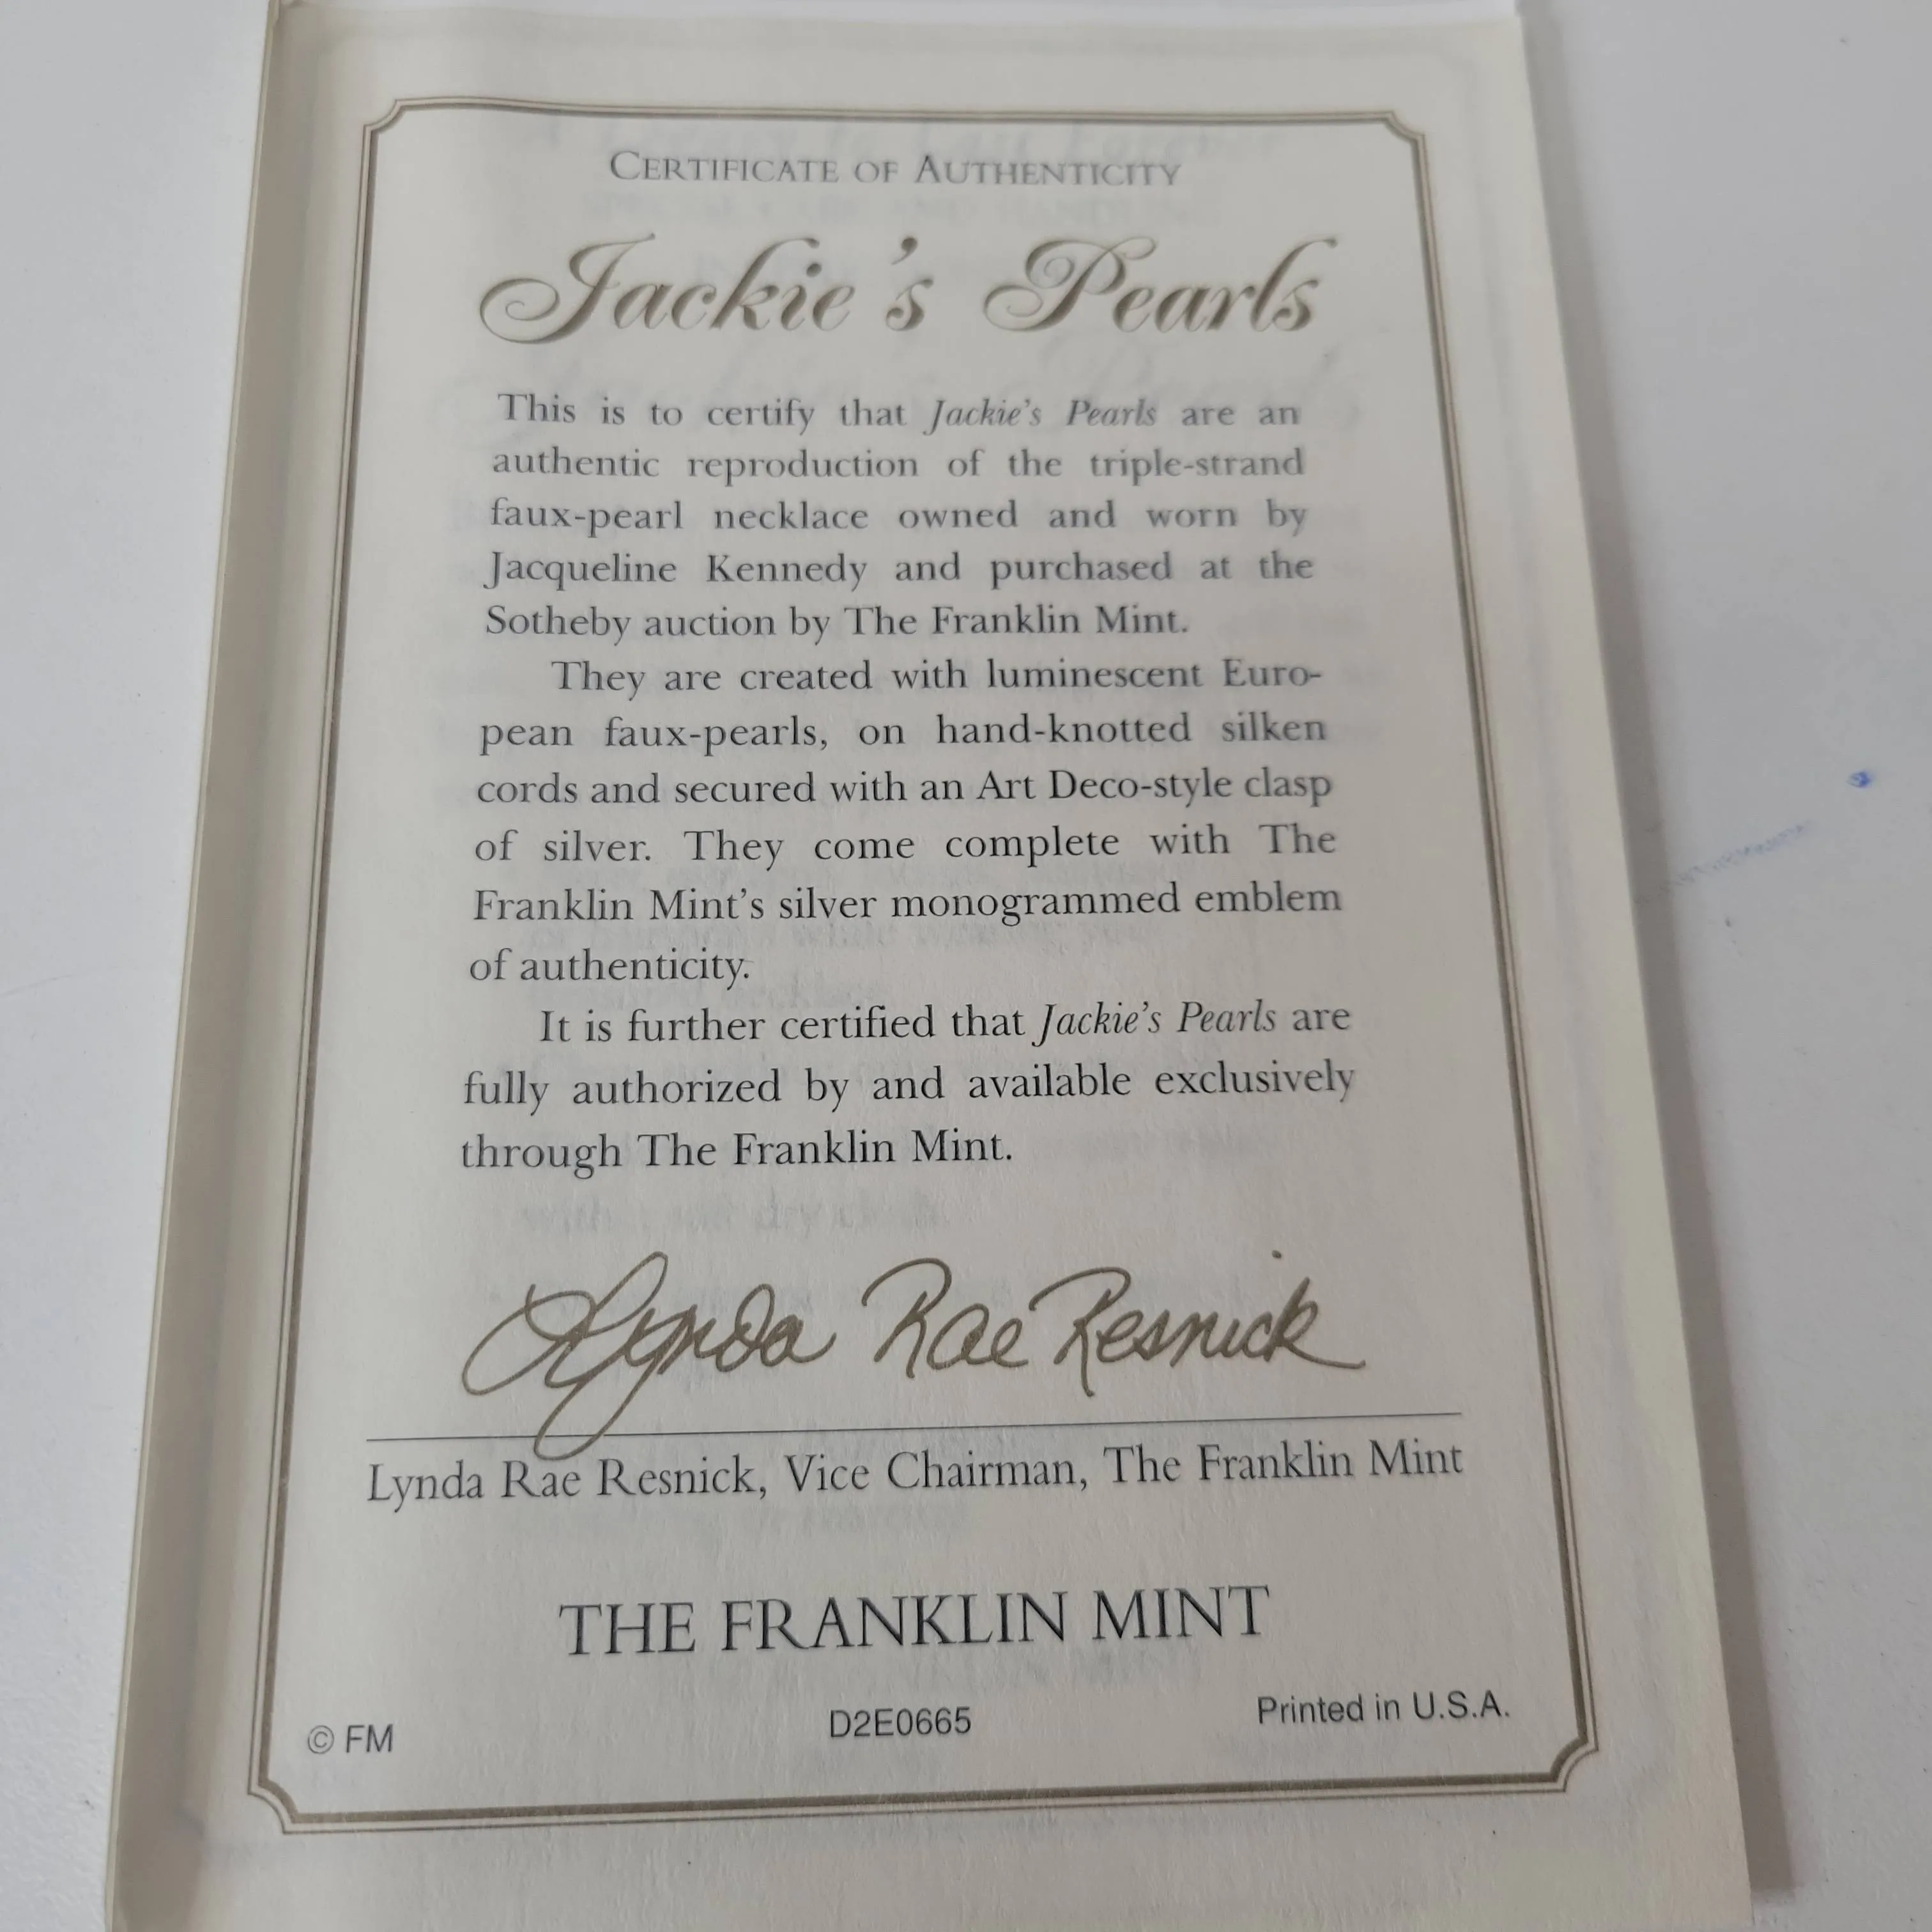 CERTIFICATE OF AUTHENTICITY
Jackie's Pearls
This is to certify that Jackie's Pearls are an
authentic reproduction of the triple-strand
faux-pearl necklace owned and worn by
Jacqueline Kennedy and purchased at the
Sotheby auction by The Franklin Mint.
They are created with luminescent Euro-
pean faux-pearls, on hand-knotted silken
cords and secured with an Art Deco-style clasp
of silver. They come complete with The
Franklin Mint's silver monogrammed emblem
of authenticity.
It is further certified that Jackie's Pearls are
fully authorized by and available exclusively
through The Franklin Mint.
Lynda Rae Resnick
Lynda Rae Resnick, Vice Chairman, The Franklin Mint
THE FRANKLIN MINT
© FM D2E0665 Printed in U.S.A.